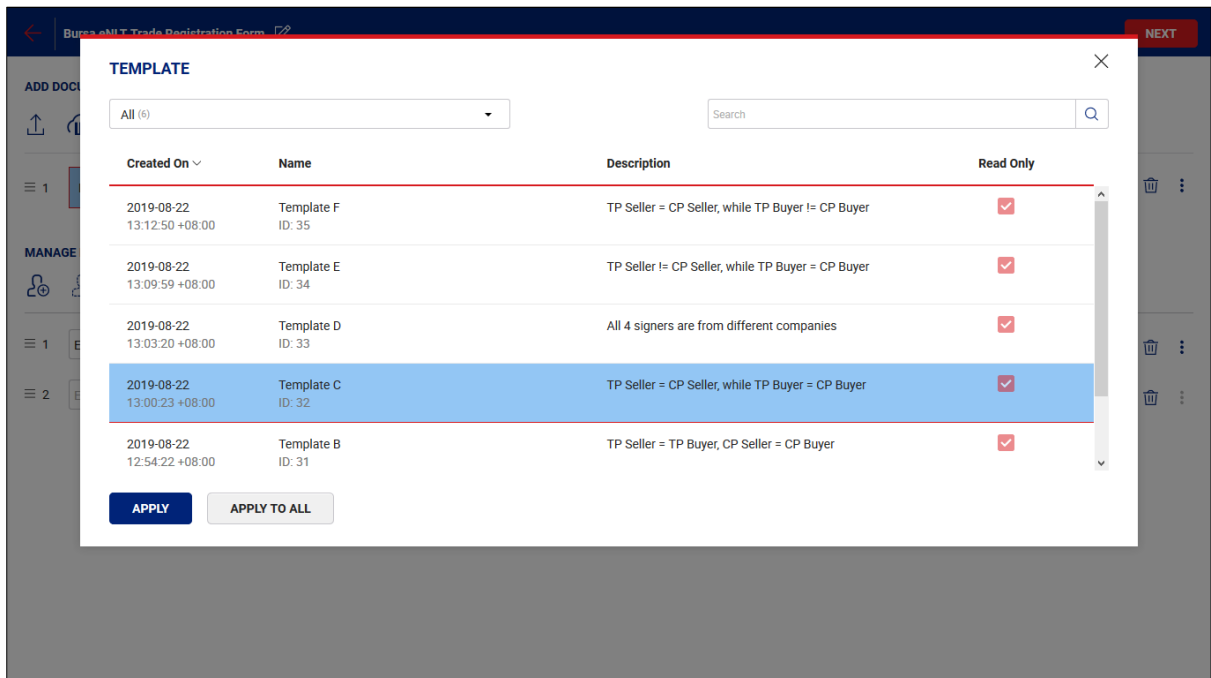 Bursa eNLT Trade Registration Form
NEXT
TEMPLATE
ADD DOCU
All (6)
Search
Created On Name Description Read Only
1
2019-08-22 Template F TP Seller = CP Seller, while TP Buyer != CP Buyer
13:12:50 +08:00 ID: 35
MANAGE
2019-08-22 Template E TP Seller != CP Seller, while TP Buyer = CP Buyer
13:09:59 +08:00 ID: 34
2019-08-22 Template D All 4 signers are from different companies
13:03:20 +08:00 ID: 33
1 E
2019-08-22 Template C TP Seller = CP Seller, while TP Buyer = CP Buyer
13:00:23 +08:00 ID: 32
2 E
2019-08-22 Template B TP Seller = TP Buyer, CP Seller = CP Buyer
12:54:22 +08:00 ID: 31
APPLY APPLY TO ALL